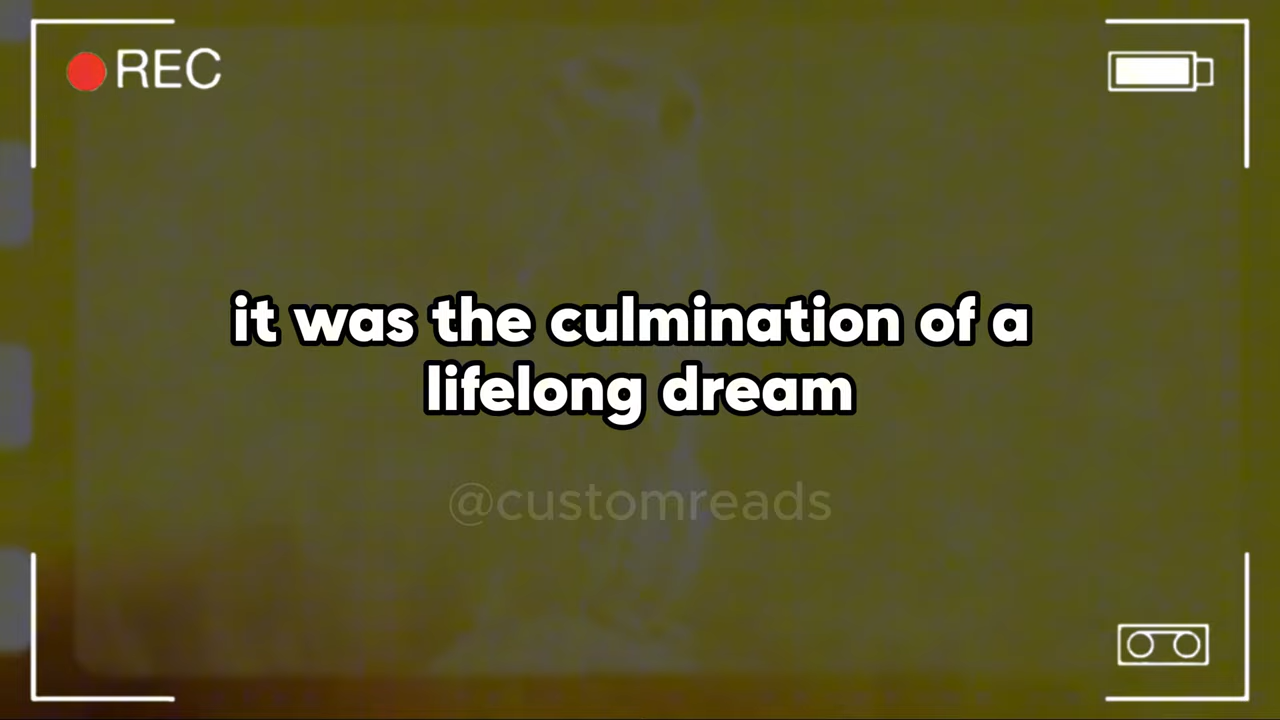 REC
it was the culmination of a
lifelong dream
@customreads